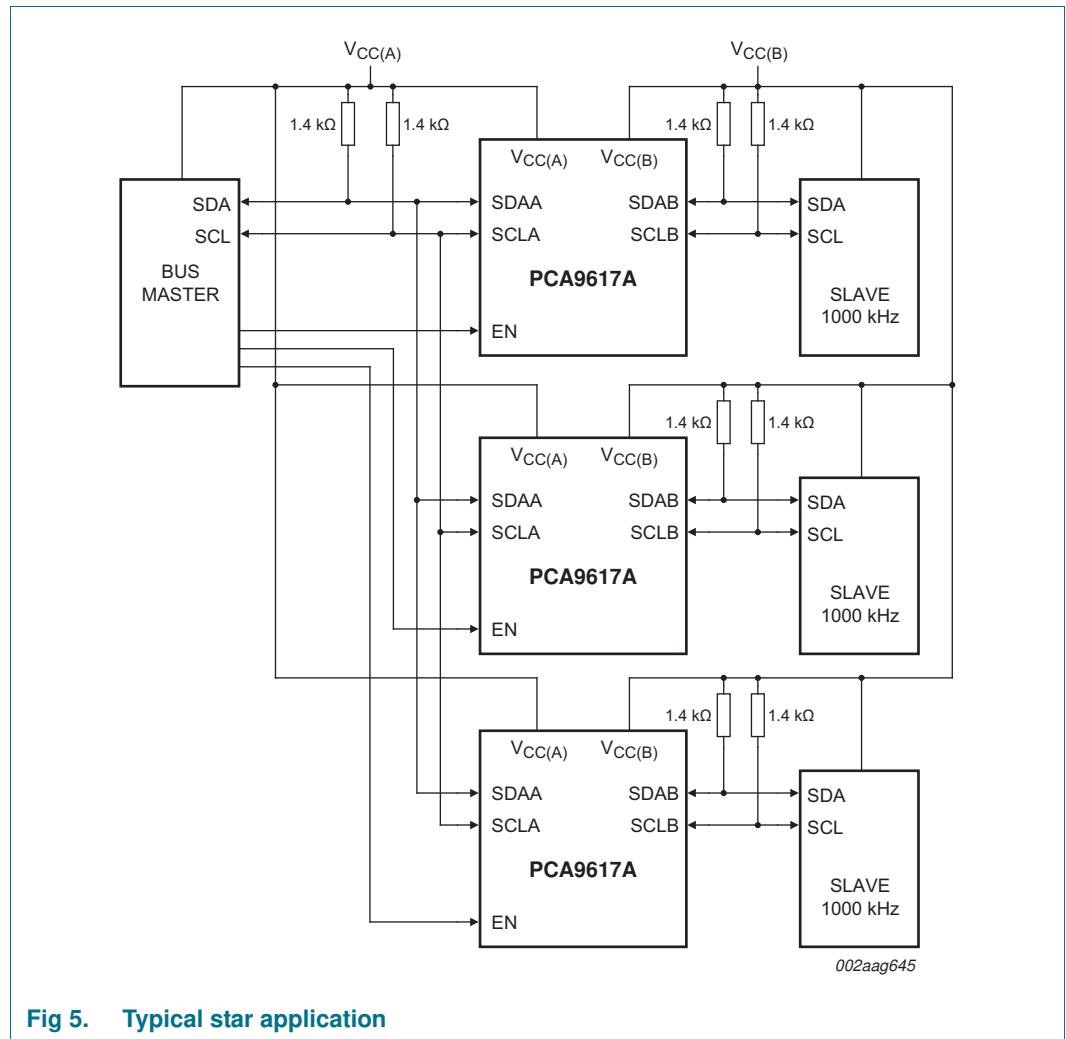 VCC(A)
VCC(B)
1.4 kΩ
1.4 kΩ
1.4 kΩ
1.4 kΩ
VCC(A)
VCC(B)
SDA
SCL
BUS
MASTER
SDAA
SCLA
SDAB
SCLB
PCA9617A
EN
SDA
SCL
SLAVE
1000 kHz
1.4 kΩ
1.4 kΩ
VCC(A)
VCC(B)
SDAA
SCLA
SDAB
SCLB
PCA9617A
EN
SDA
SCL
SLAVE
1000 kHz
1.4 kΩ
1.4 kΩ
VCC(A)
VCC(B)
SDAA
SCLA
SDAB
SCLB
PCA9617A
EN
SDA
SCL
SLAVE
1000 kHz
002aag645
Fig 5. Typical star application